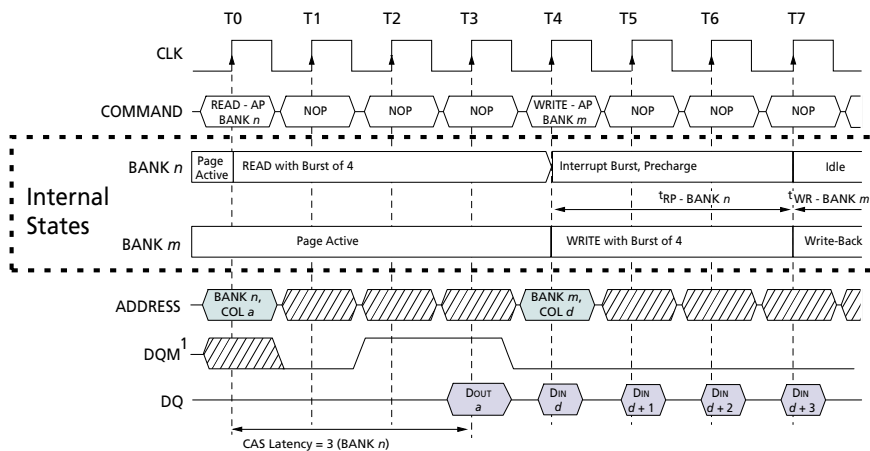 T0 T1 T2 T3 T4 T5 T6 T7
CLK
COMMAND
READ - AP
BANK n
NOP
NOP
NOP
WRITE - AP
BANK m
NOP
NOP
NOP
Internal
States
BANK n
Page
Active
READ with Burst of 4
Interrupt Burst, Precharge
Idle
tRP - BANK n
tWR - BANK m
BANK m
Page Active
WRITE with Burst of 4
Write-Back
ADDRESS
BANK n,
COL a
BANK m,
COL d
DQM1
DQ
DOUT
a
DIN
d
DIN
d + 1
DIN
d + 2
DIN
d + 3
CAS Latency = 3 (BANK n)